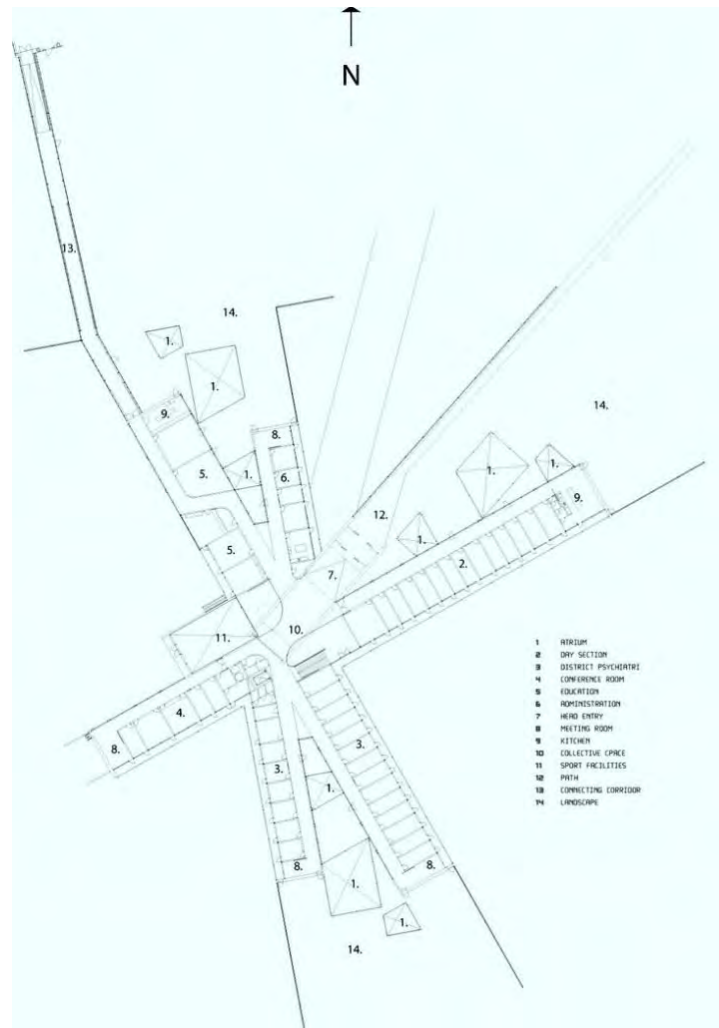 N
13.
14.
1.
1.
14.
9.
8.
1.
1.
5.
1.
6.
9.
12.
1.
5.
2.
7.
10.
11.
4.
3.
8.
3.
1.
8.
8.
1.
1.
14.
1 ATRIUM
2 DAY SECTION
3 DISTRICT PSYCHIATRI
4 CONFERENCE ROOM
5 EDUCATION
6 ADMINISTRATION
7 HEAD ENTRY
8 MEETING ROOM
9 KITCHEN
10 COLLECTIVE CPACE
11 SPORT FACILITIES
12 PATH
13 CONNECTING CORRIDOR
14 LANDSCAPE